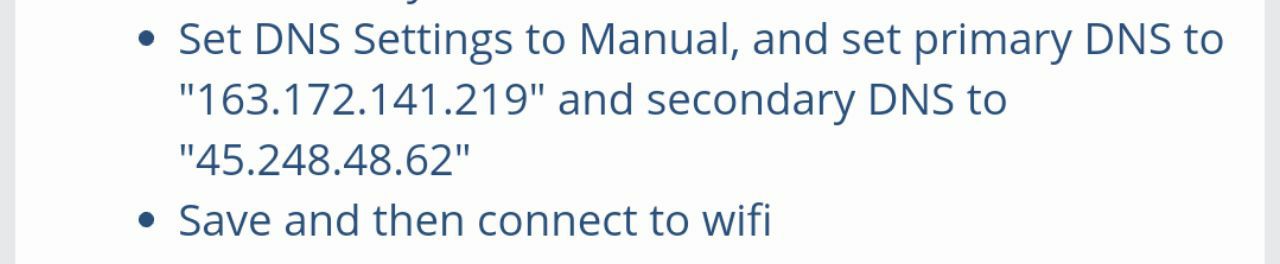 Set DNS Settings to Manual, and set primary DNS to
"163.172.141.219" and secondary DNS to
"45.248.48.62"
Save and then connect to wifi